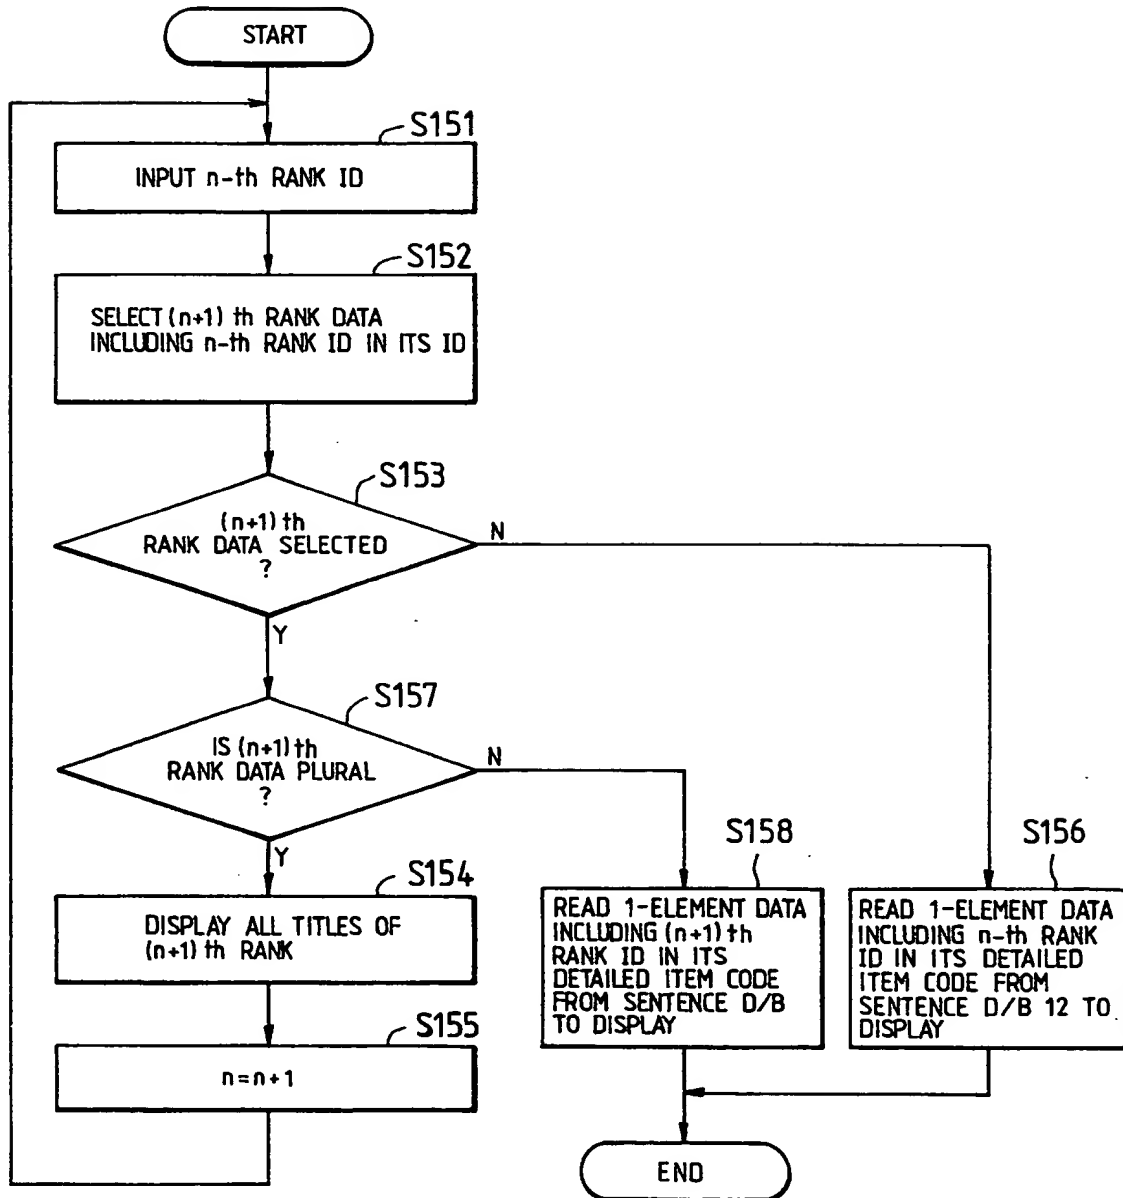 START
S151
INPUT n-th RANK ID
S152
SELECT (n+1) th RANK DATA
INCLUDING n-th RANK ID IN ITS ID
S153
(n+1) th
RANK DATA SELECTED
?
N
Y
S157
IS (n+1) th
RANK DATA PLURAL
?
N
Y
S154
DISPLAY ALL TITLES OF
(n+1) th RANK
S155
n=n+1
S158
READ 1-ELEMENT DATA
INCLUDING (n+1) th
RANK ID IN ITS
DETAILED ITEM CODE
FROM SENTENCE D/B
TO DISPLAY
S156
READ 1-ELEMENT DATA
INCLUDING n-th RANK
ID IN ITS DETAILED
ITEM CODE FROM
SENTENCE D/B 12 TO
DISPLAY
END